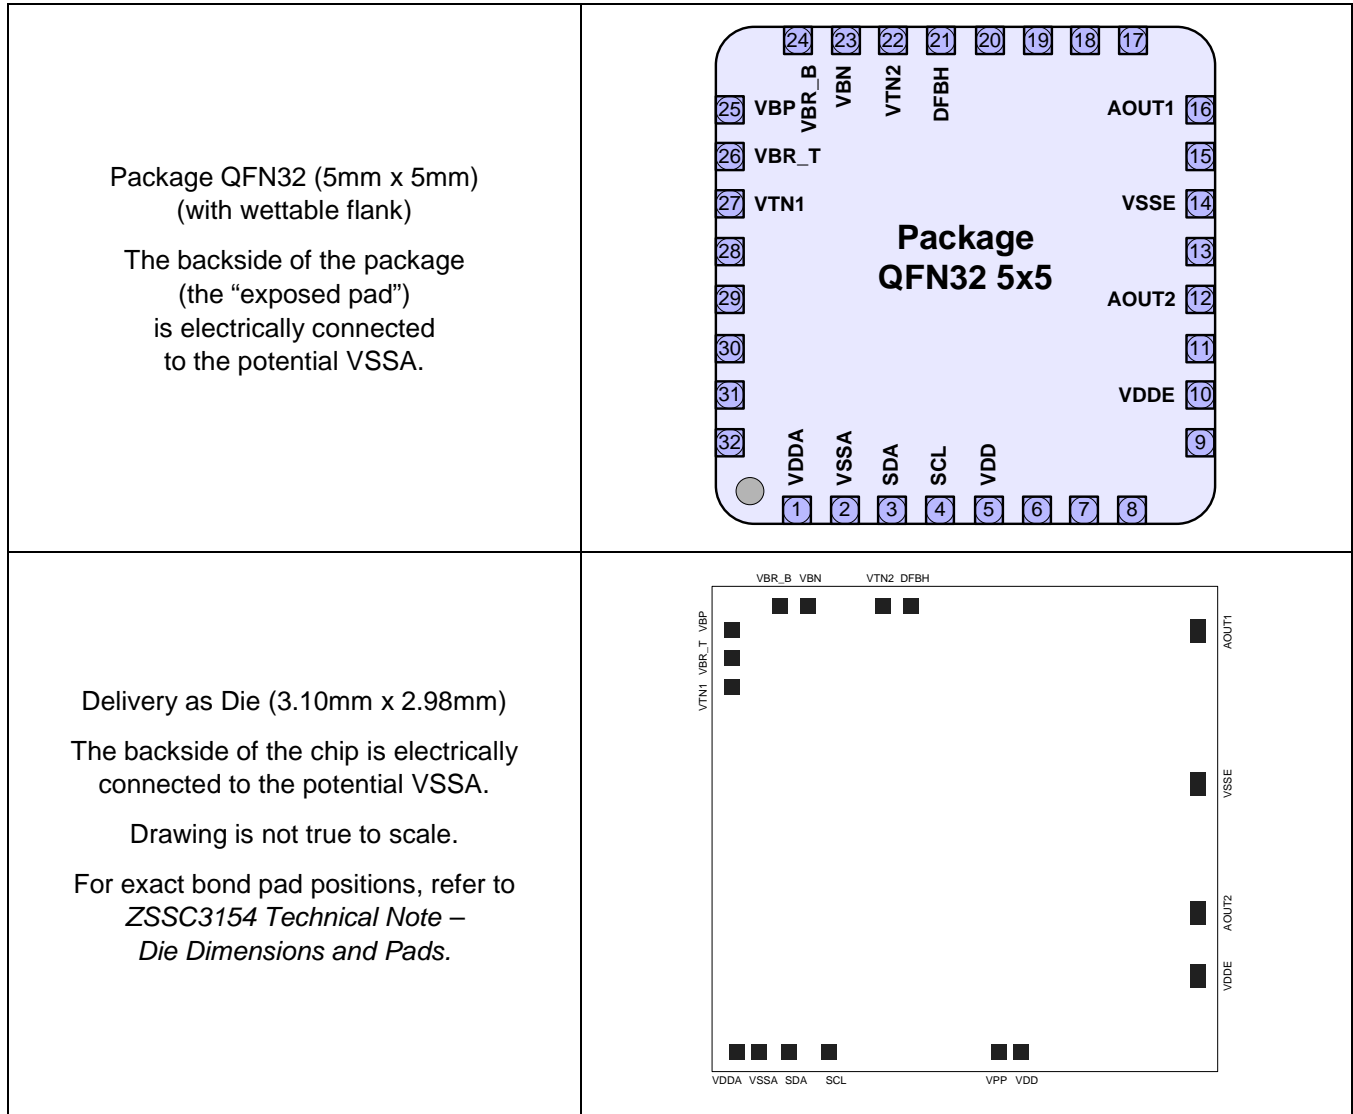 Package QFN32 (5mm x 5mm)
(with wettable flank)
The backside of the package
(the “exposed pad”)
is electrically connected
to the potential VSSA.
24 23 22 21 20 19 18 17
VBR_B VBN VTN2 DFBH
25 VBP AOUT1 16
26 VBR_T 15
27 VTN1 VSSE 14
28 13
Package
QFN32 5x5
29 AOUT2 12
30 11
31 VDDE 10
32 9
VDDA VSSA SDA SCL VDD
1 2 3 4 5 6 7 8
Delivery as Die (3.10mm x 2.98mm)
The backside of the chip is electrically
connected to the potential VSSA.
Drawing is not true to scale.
For exact bond pad positions, refer to
ZSSC3154 Technical Note –
Die Dimensions and Pads.
VBR_B VBN VTN2 DFBH
VBP
VBR_T
VTN1
AOUT1
VSSE
AOUT2
VDDE
VDDA VSSA SDA SCL VPP VDD